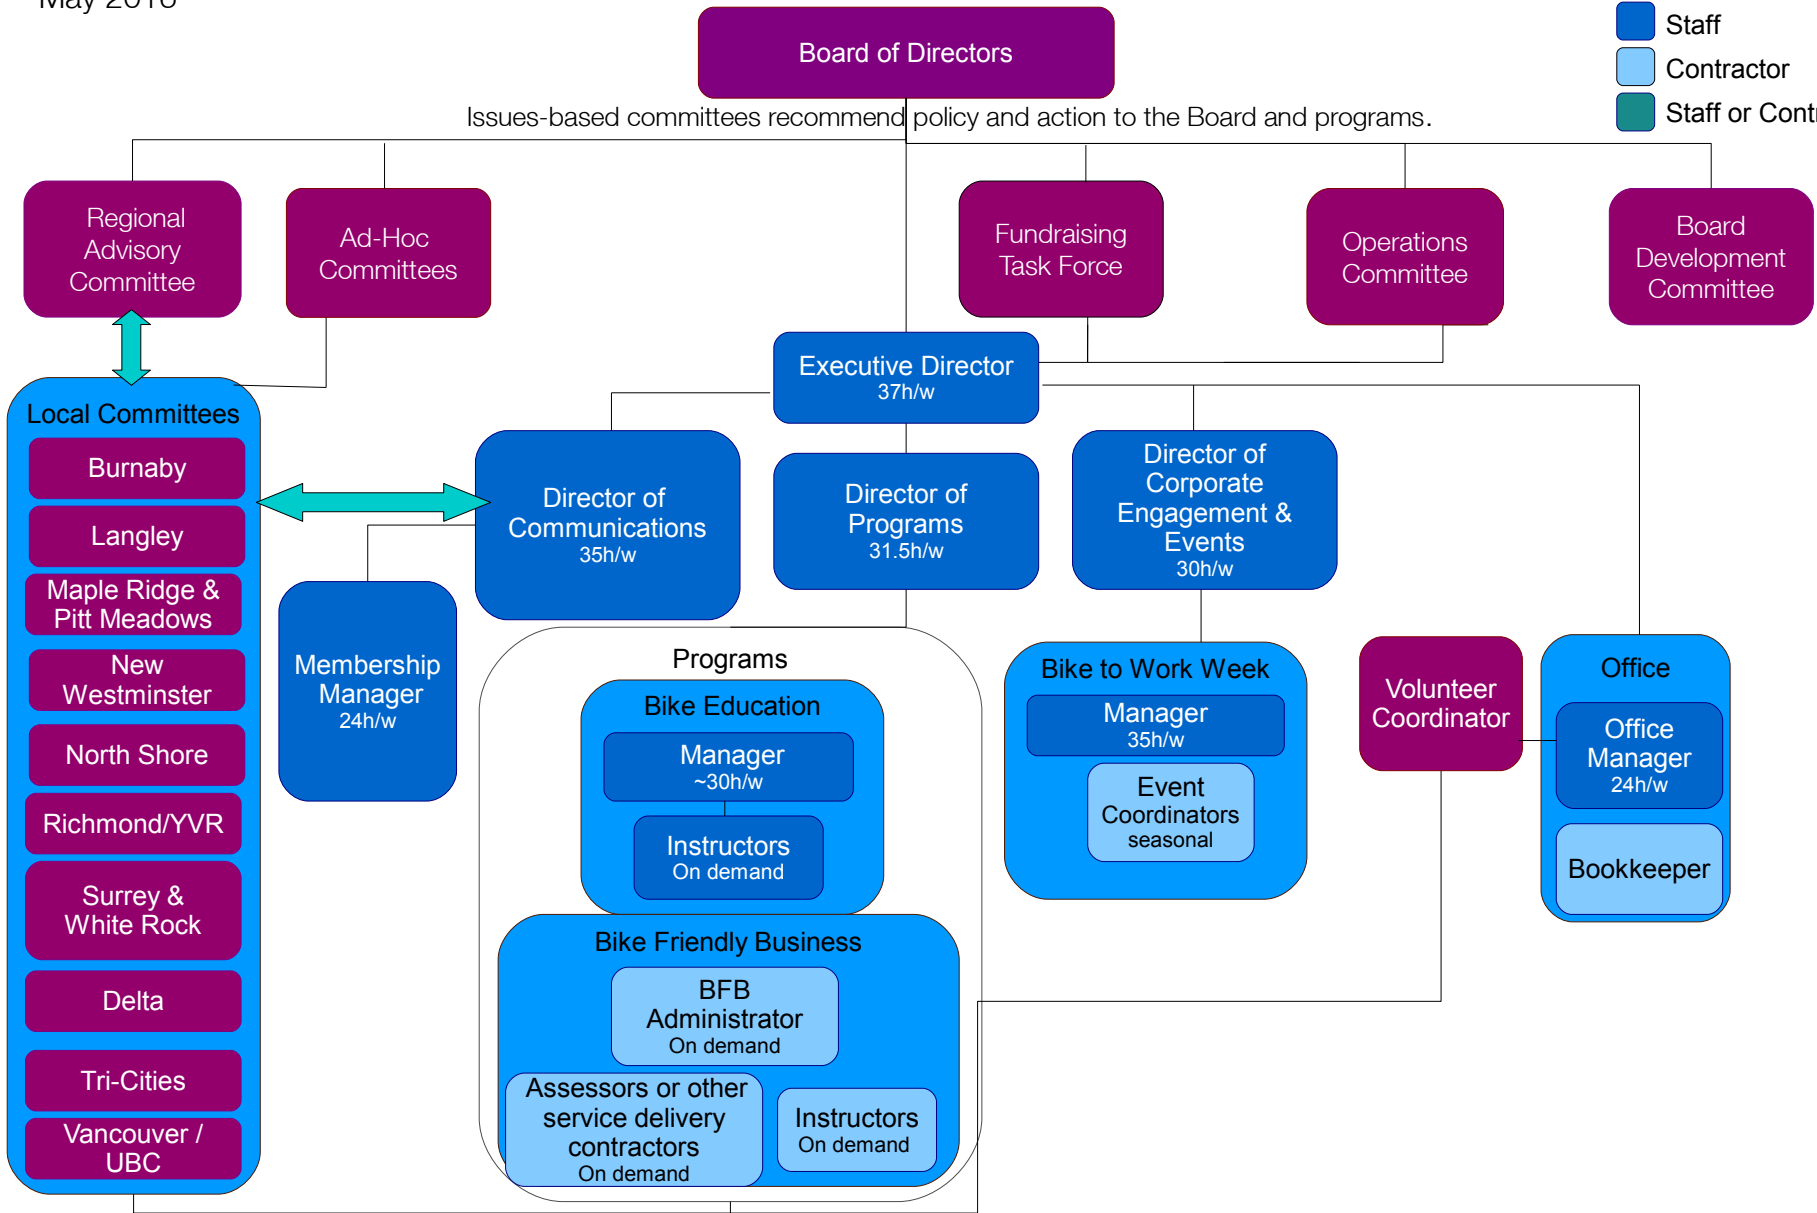 May 2016
Staff
Contractor
Staff or
Board of Directors
Issues-based committees recommend policy and action to the Board and programs.
Regional
Advisory
Committee
Ad-Hoc
Committees
Fundraising
Task Force
Operations
Committee
Board
Development
Committee
Executive Director
37h/w
Local Committees
Burnaby
Langley
Maple Ridge &
Pitt Meadows
New
Westminster
North Shore
Richmond/YVR
Surrey &
White Rock
Delta
Tri-Cities
Vancouver /
UBC
Director of
Communications
35h/w
Director of
Programs
31.5h/w
Director of
Corporate
Engagement &
Events
30h/w
Membership
Manager
24h/w
Programs
Bike Education
Manager
~30h/w
Instructors
On demand
Bike Friendly Business
BFB
Administrator
On demand
Assessors or other
service delivery
contractors
On demand
Instructors
On demand
Bike to Work Week
Manager
35h/w
Event
Coordinators
seasonal
Volunteer
Coordinator
Office
Office
Manager
24h/w
Bookkeeper